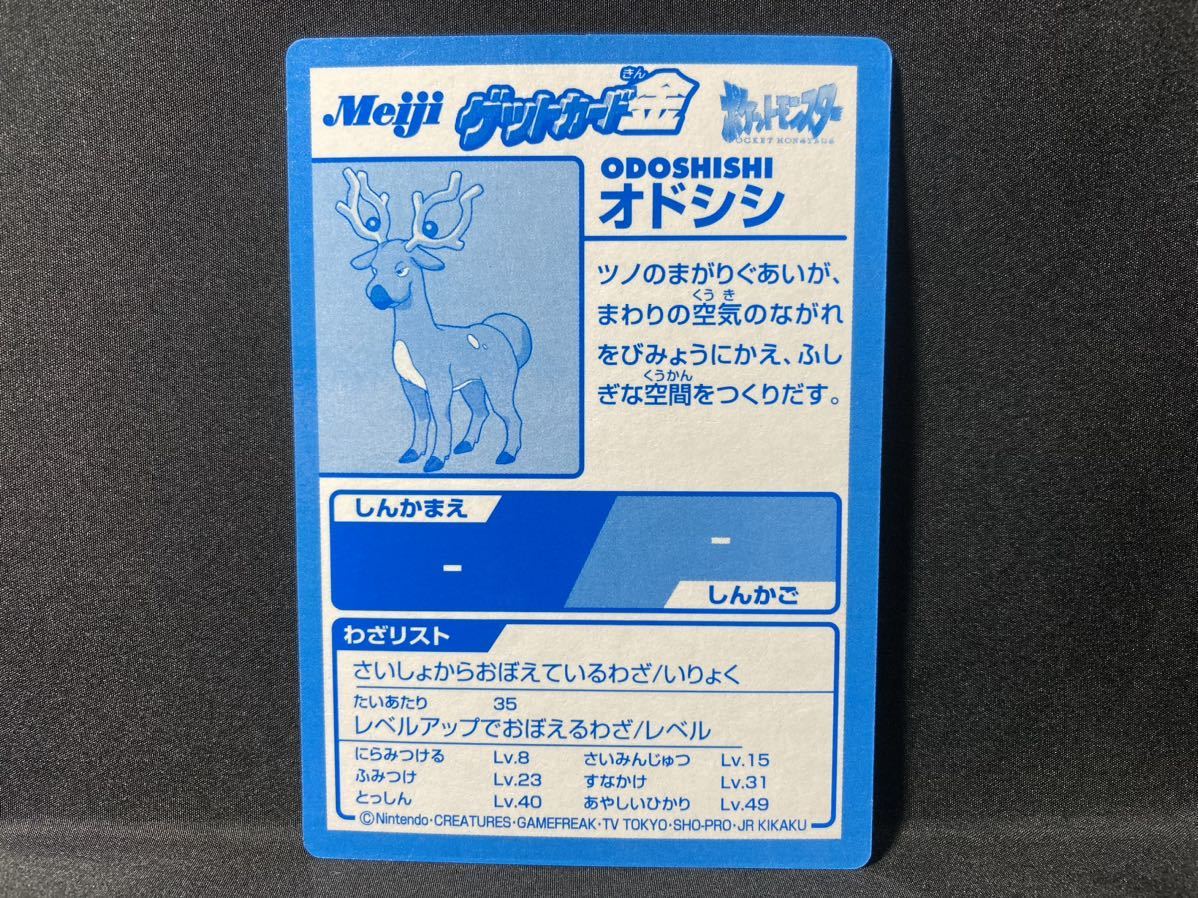 Meiji ゲットカード金 ポケットモンスター
きん
POCKET MONSTERS
ODOSHISHI
オドシシ
ツノのまがりぐあいが、
くう き
まわりの空気のながれ
をびみょうにかえ、ふし
くうかん
ぎな空間をつくりだす。
しんかまえ
-
-
しんかご
わざリスト
さいしょからおぼえているわざ/いりょく
たいあたり 35
レベルアップでおぼえるわざ/レベル
にらみつける Lv.8 さいみんじゅつ Lv.15
ふみつけ Lv.23 すなかけ Lv.31
とっしん Lv.40 あやしいひかり Lv.49
©Nintendo・CREATURES・GAMEFREAK・TV TOKYO・SHO-PRO・JR KIKAKU